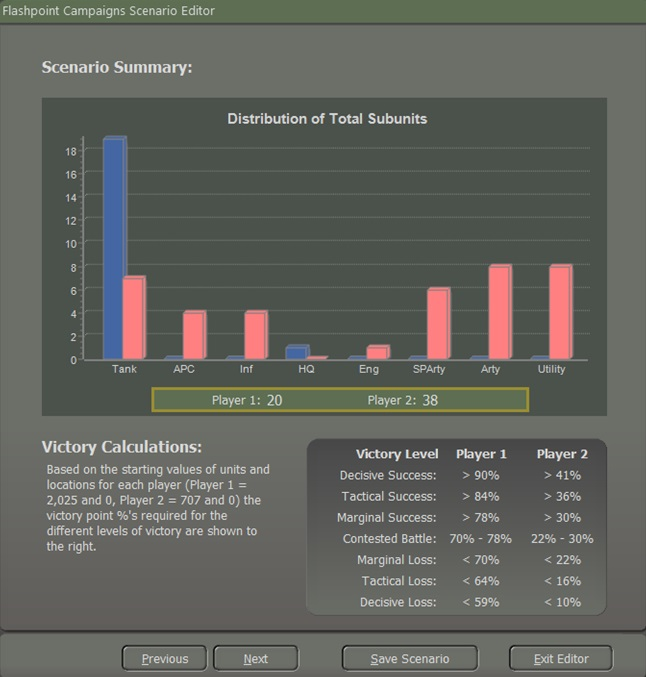 Flashpoint Campaigns Scenario Editor
Scenario Summary:
Distribution of Total Subunits
18
16
14
12
10
8
6
4
2
0
Tank APC Inf HQ Eng SPArty Arty Utility
Player 1: 20 Player 2: 38
Victory Calculations:
Based on the starting values of units and
locations for each player (Player 1 =
2,025 and 0, Player 2 = 707 and 0) the
victory point %'s required for the
different levels of victory are shown to
the right.
Victory Level Player 1 Player 2
Decisive Success: > 90% > 41%
Tactical Success: > 84% > 36%
Marginal Success: > 78% > 30%
Contested Battle: 70% - 78% 22% - 30%
Marginal Loss: < 70% < 22%
Tactical Loss: < 64% < 16%
Decisive Loss: < 59% < 10%
Previous Next Save Scenario Exit Editor